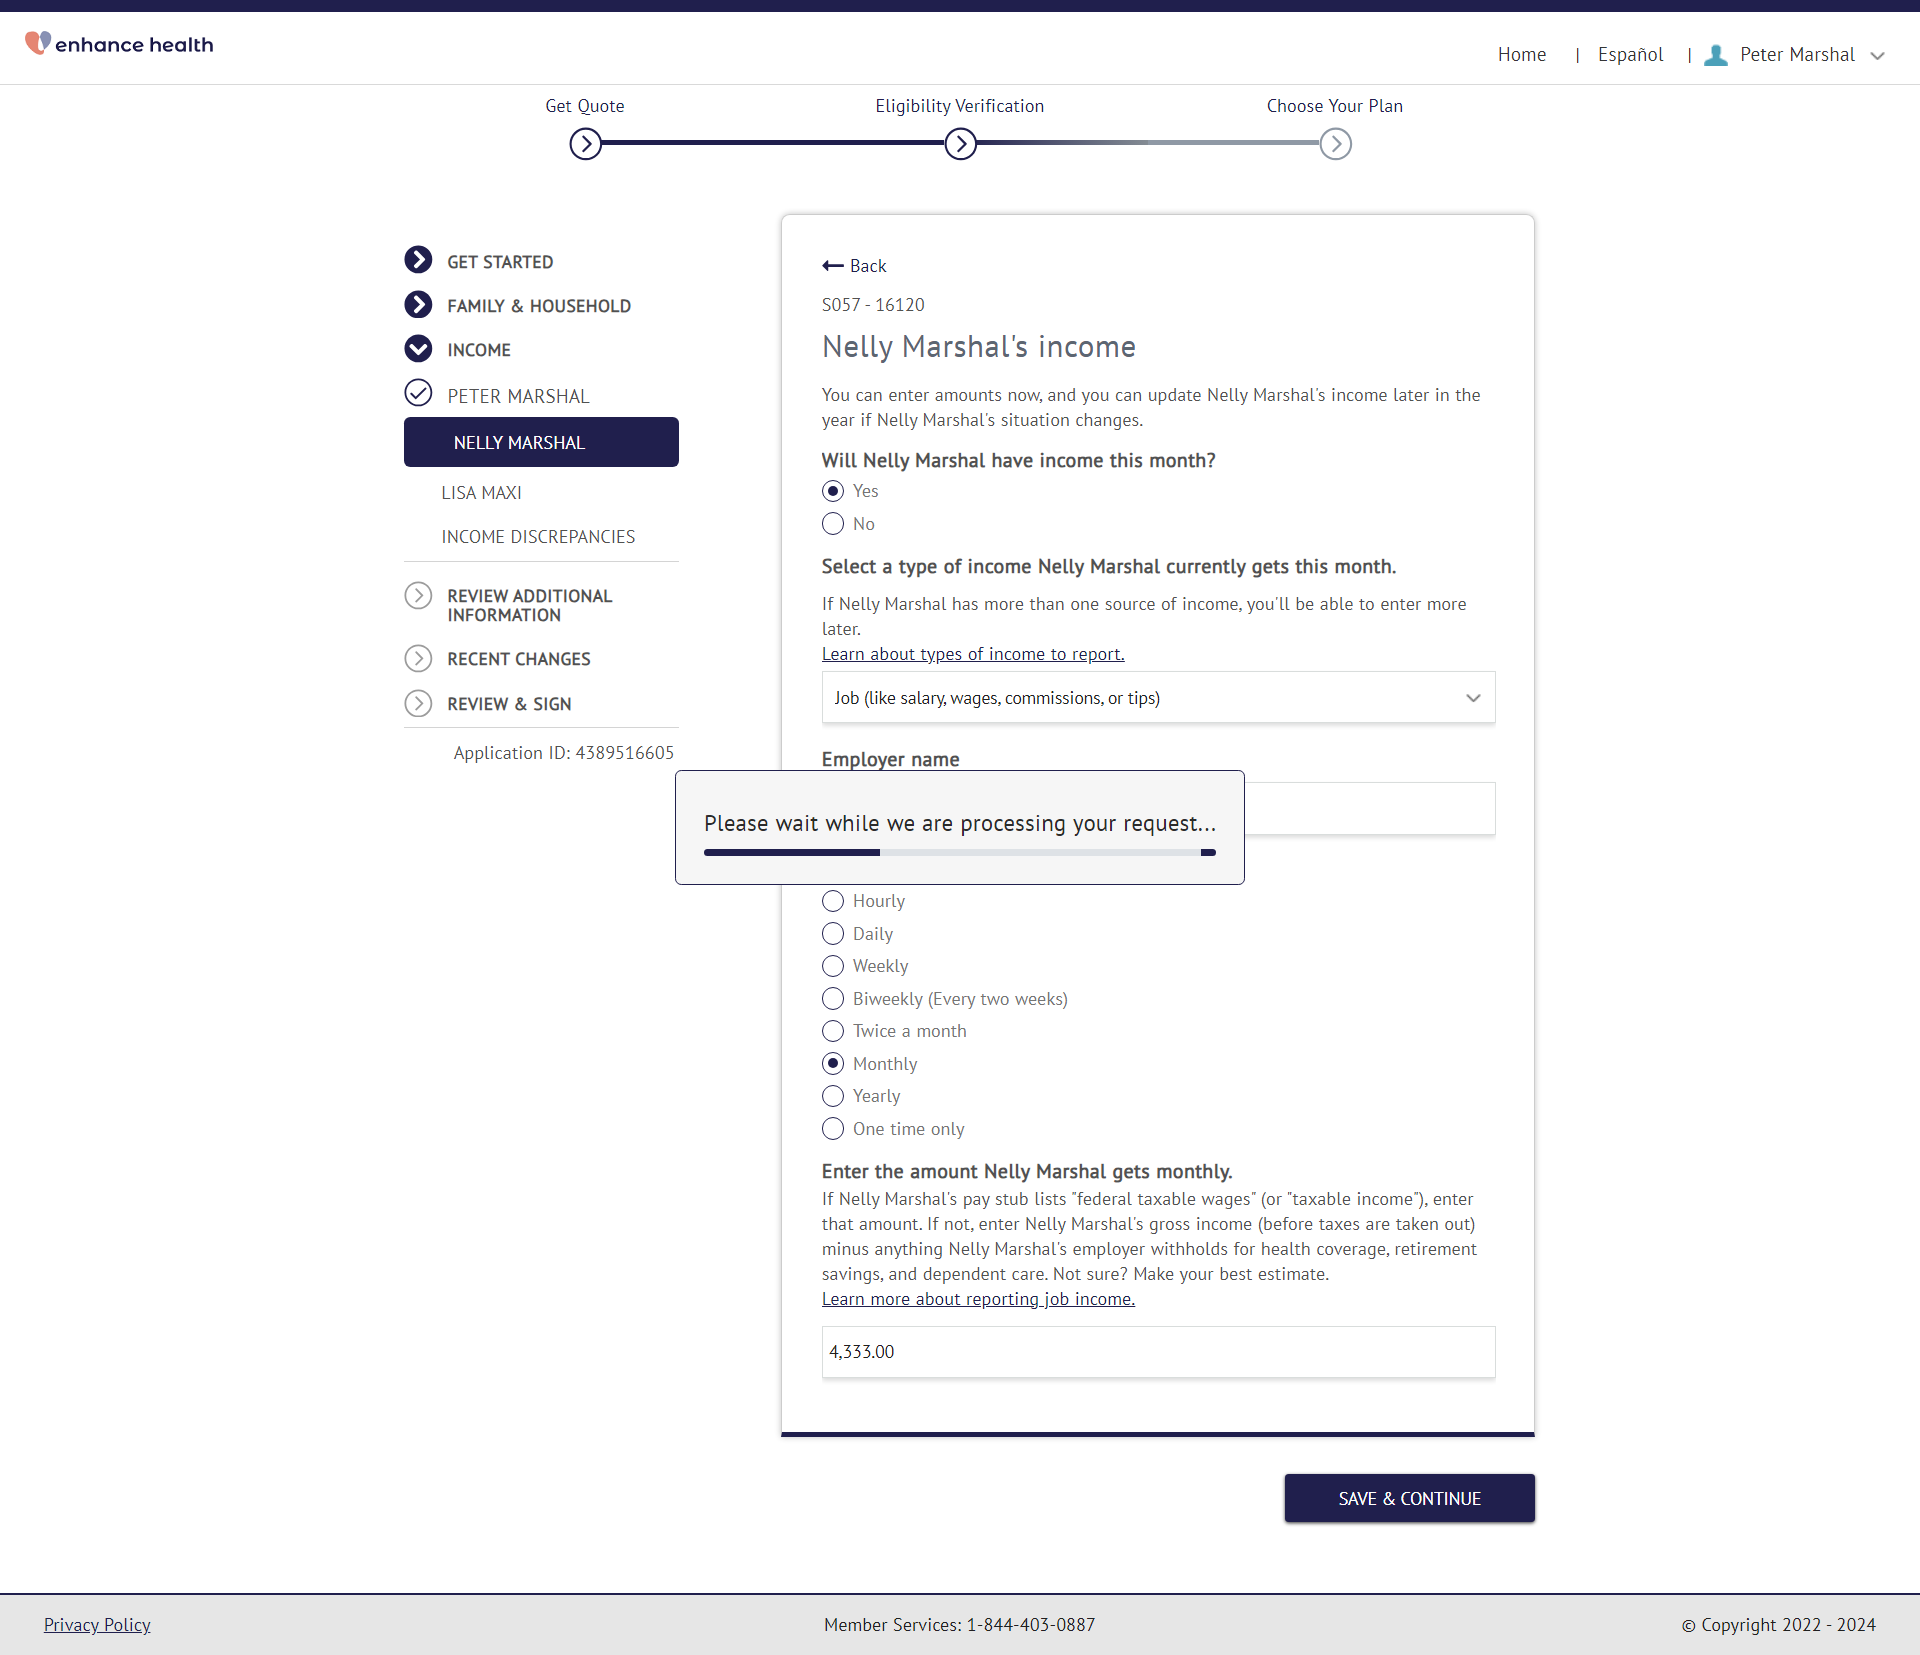 enhance health
Home | Español | Peter Marshal
Get Quote
Eligibility Verification
Choose Your Plan
GET STARTED
FAMILY & HOUSEHOLD
INCOME
PETER MARSHAL
NELLY MARSHAL
LISA MAXI
INCOME DISCREPANCIES
REVIEW ADDITIONAL
INFORMATION
RECENT CHANGES
REVIEW & SIGN
Application ID: 4389516605
Back
S057 - 16120
Nelly Marshal's income
You can enter amounts now, and you can update Nelly Marshal's income later in the
year if Nelly Marshal's situation changes.
Will Nelly Marshal have income this month?
Yes
No
Select a type of income Nelly Marshal currently gets this month.
If Nelly Marshal has more than one source of income, you'll be able to enter more
later.
Learn about types of income to report.
Job (like salary, wages, commissions, or tips)
Employer name
Please wait while we are processing your request...
Hourly
Daily
Weekly
Biweekly (Every two weeks)
Twice a month
Monthly
Yearly
One time only
Enter the amount Nelly Marshal gets monthly.
If Nelly Marshal's pay stub lists "federal taxable wages" (or "taxable income"), enter
that amount. If not, enter Nelly Marshal's gross income (before taxes are taken out)
minus anything Nelly Marshal's employer withholds for health coverage, retirement
savings, and dependent care. Not sure? Make your best estimate.
Learn more about reporting job income.
4,333.00
SAVE & CONTINUE
Privacy Policy
Member Services: 1-844-403-0887
© Copyright 2022 - 2024